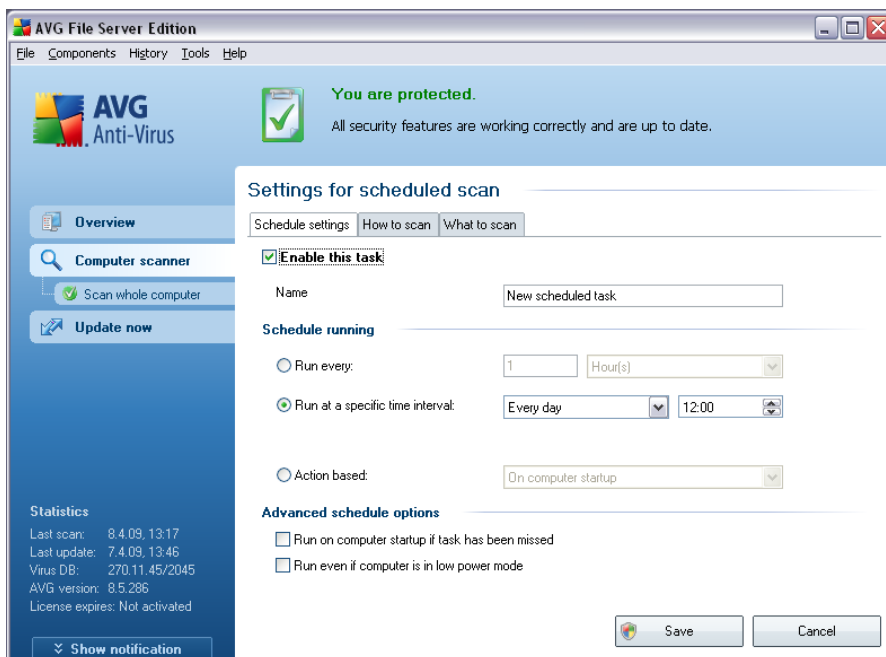 AVG File Server Edition
File Components History Tools Help
AVG
Anti-Virus
You are protected.
All security features are working correctly and are up to date.
Overview
Computer scanner
Scan whole computer
Update now
Settings for scheduled scan
Schedule settings How to scan What to scan
Enable this task
Name New scheduled task
Schedule running
Run every: 1 Hour(s)
Run at a specific time interval: Every day 12:00
Action based: On computer startup
Advanced schedule options
Run on computer startup if task has been missed
Run even if computer is in low power mode
Save Cancel
Statistics
Last scan: 8.4.09, 13:17
Last update: 7.4.09, 13:46
Virus DB: 270.11.45/2045
AVG version: 8.5.286
License expires: Not activated
Show notification